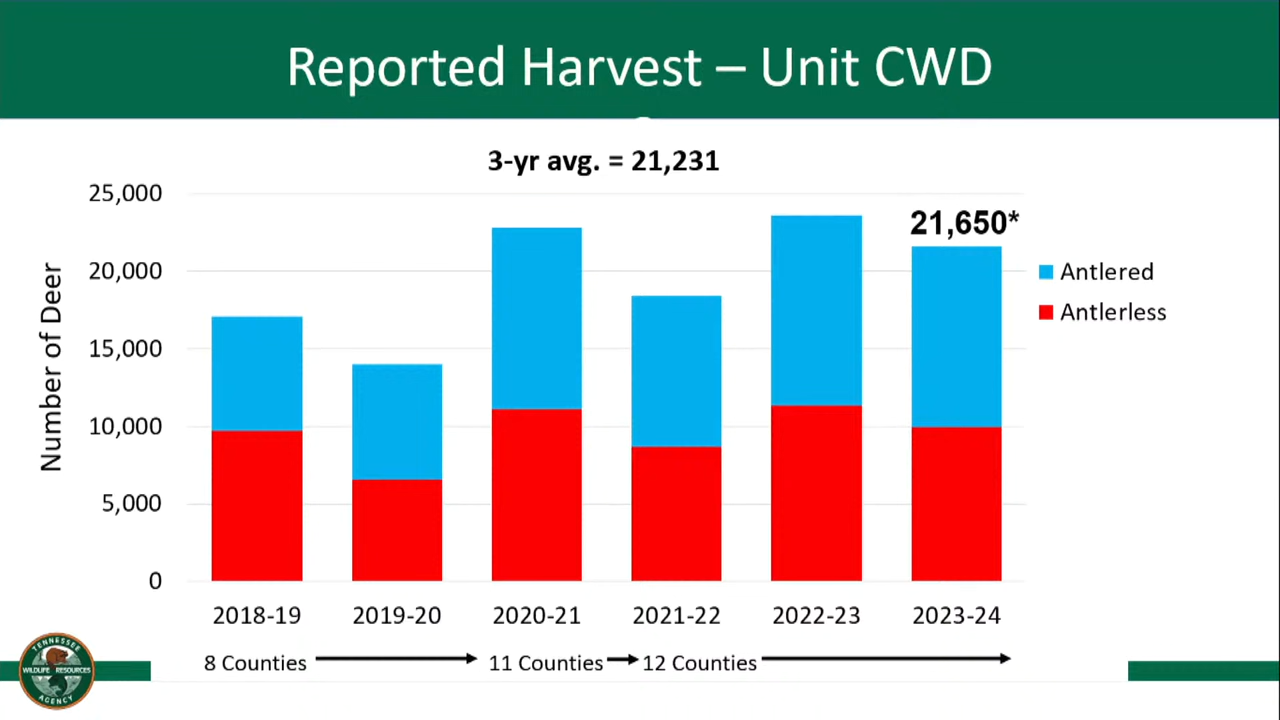 Reported Harvest – Unit CWD
3-yr avg. = 21,231
25,000
20,000
15,000
10,000
5,000
0
Number of Deer
21,650*
Antlered
Antlerless
2018-19 2019-20 2020-21 2021-22 2022-23 2023-24
8 Counties 11 Counties 12 Counties
TENNESSEE
WILDLIFE RESOURCES
AGENCY